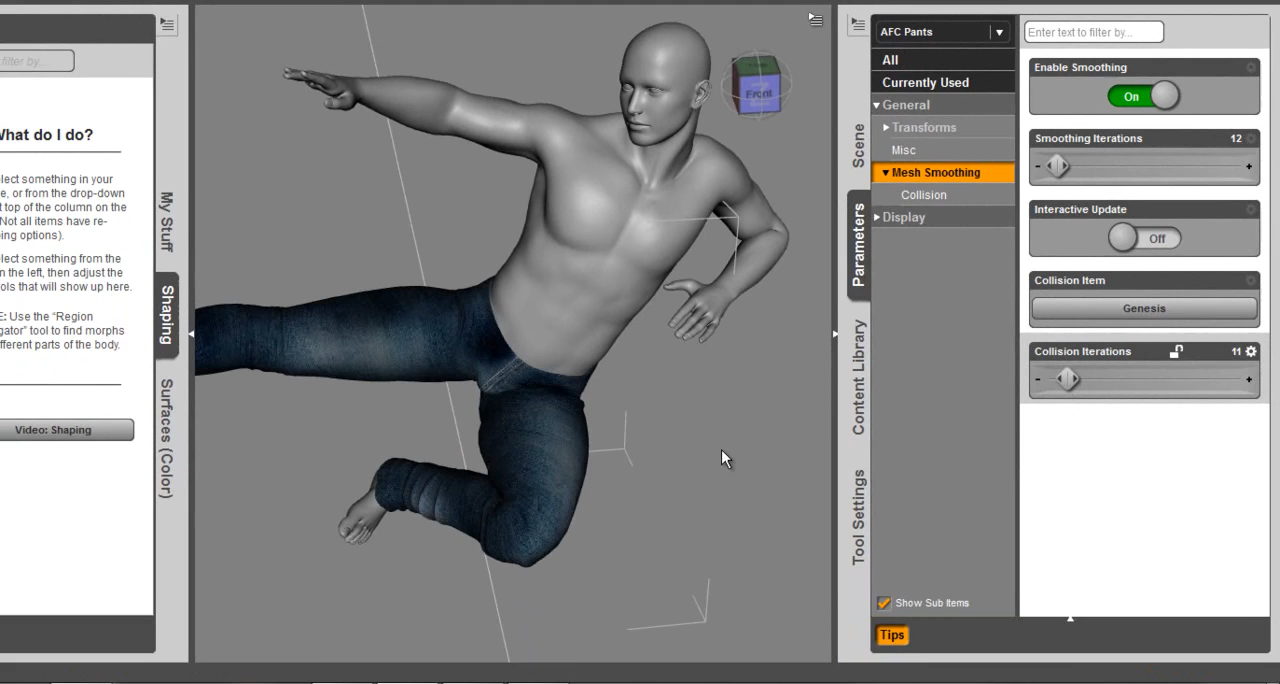 filter by...
What do I do?
lect something in your
e, or from the drop-down
t top of the column on the
Not all items have re-
ping options).
lect something from the
n the left, then adjust the
ols that will show up here.
E: Use the "Region
gator" tool to find morphs
fferent parts of the body.
Video: Shaping
My Stuff
Shaping
Surfaces (Color)
Front
Scene
Parameters
Content Library
Tool Settings
AFC Pants
All
Currently Used
General
Transforms
Misc
Mesh Smoothing
Collision
Display
Show Sub Items
Tips
Enter text to filter by...
Enable Smoothing
On
Smoothing Iterations 12
- +
Interactive Update
Off
Collision Item
Genesis
Collision Iterations 11
- +